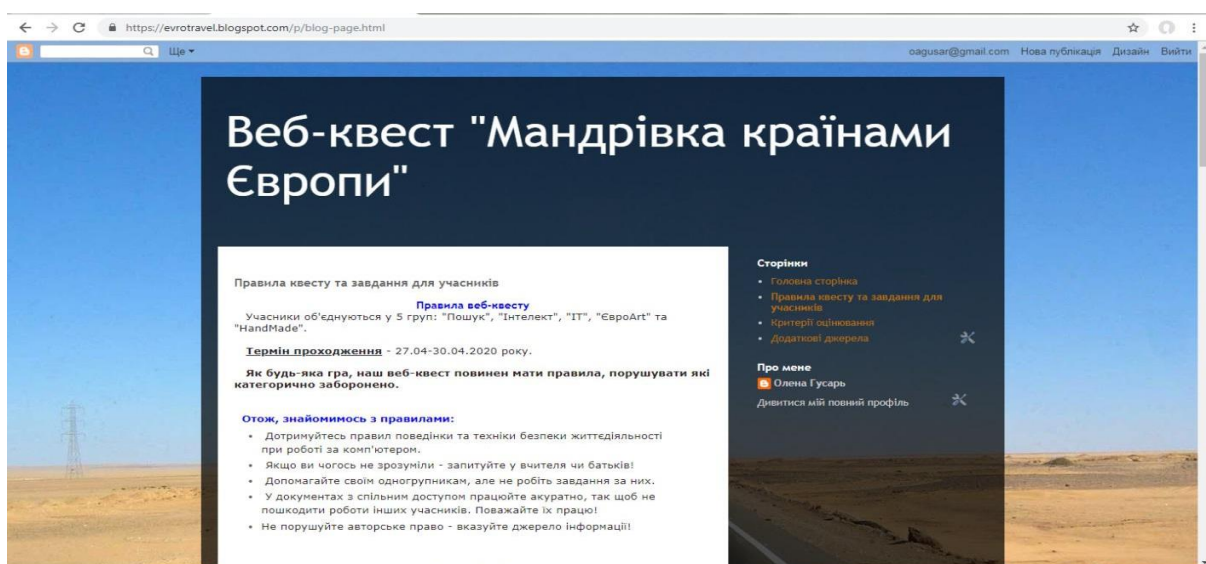 https://evrotravel.blogspot.com/p/blog-page.html
Ще
oagusar@gmail.com Нова публікація Дизайн Вийти
Веб-квест "Мандрівка країнами
Європи"
Правила квесту та завдання для учасників
Правила веб-квесту
Учасники об'єднуються у 5 груп: "Пошук", "Інтелект", "ІТ", "ЄвроArt" та
"HandMade".
Термін проходження - 27.04-30.04.2020 року.
Як будь-яка гра, наш веб-квест повинен мати правила, порушувати які
категорично заборонено.
Отож, знайомимось з правилами:
• Дотримуйтесь правил поведінки та техніки безпеки життєдіяльності
при роботі за комп'ютером.
• Якщо ви чогось не зрозуміли - запитуйте у вчителя чи батьків!
• Допомагайте своїм одногрупникам, але не робіть завдання за них.
• У документах з спільним доступом працюйте акуратно, так щоб не
пошкодити роботи інших учасників. Поважайте їх працю!
• Не порушуйте авторське право - вказуйте джерело інформації!
Сторінки
• Головна сторінка
• Правила квесту та завдання для
учасників
• Критерії оцінювання
• Додаткові джерела
Про мене
Олена Гусарь
Дивитися мій повний профіль